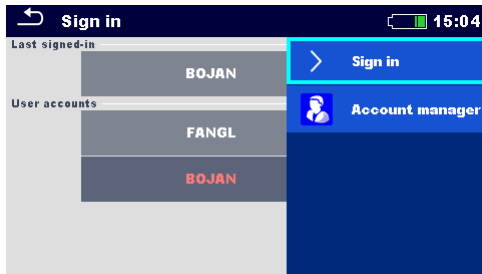 Sign in
15:04
Last signed-in
BOJAN
User accounts
FANGL
BOJAN
Sign in
Account manager